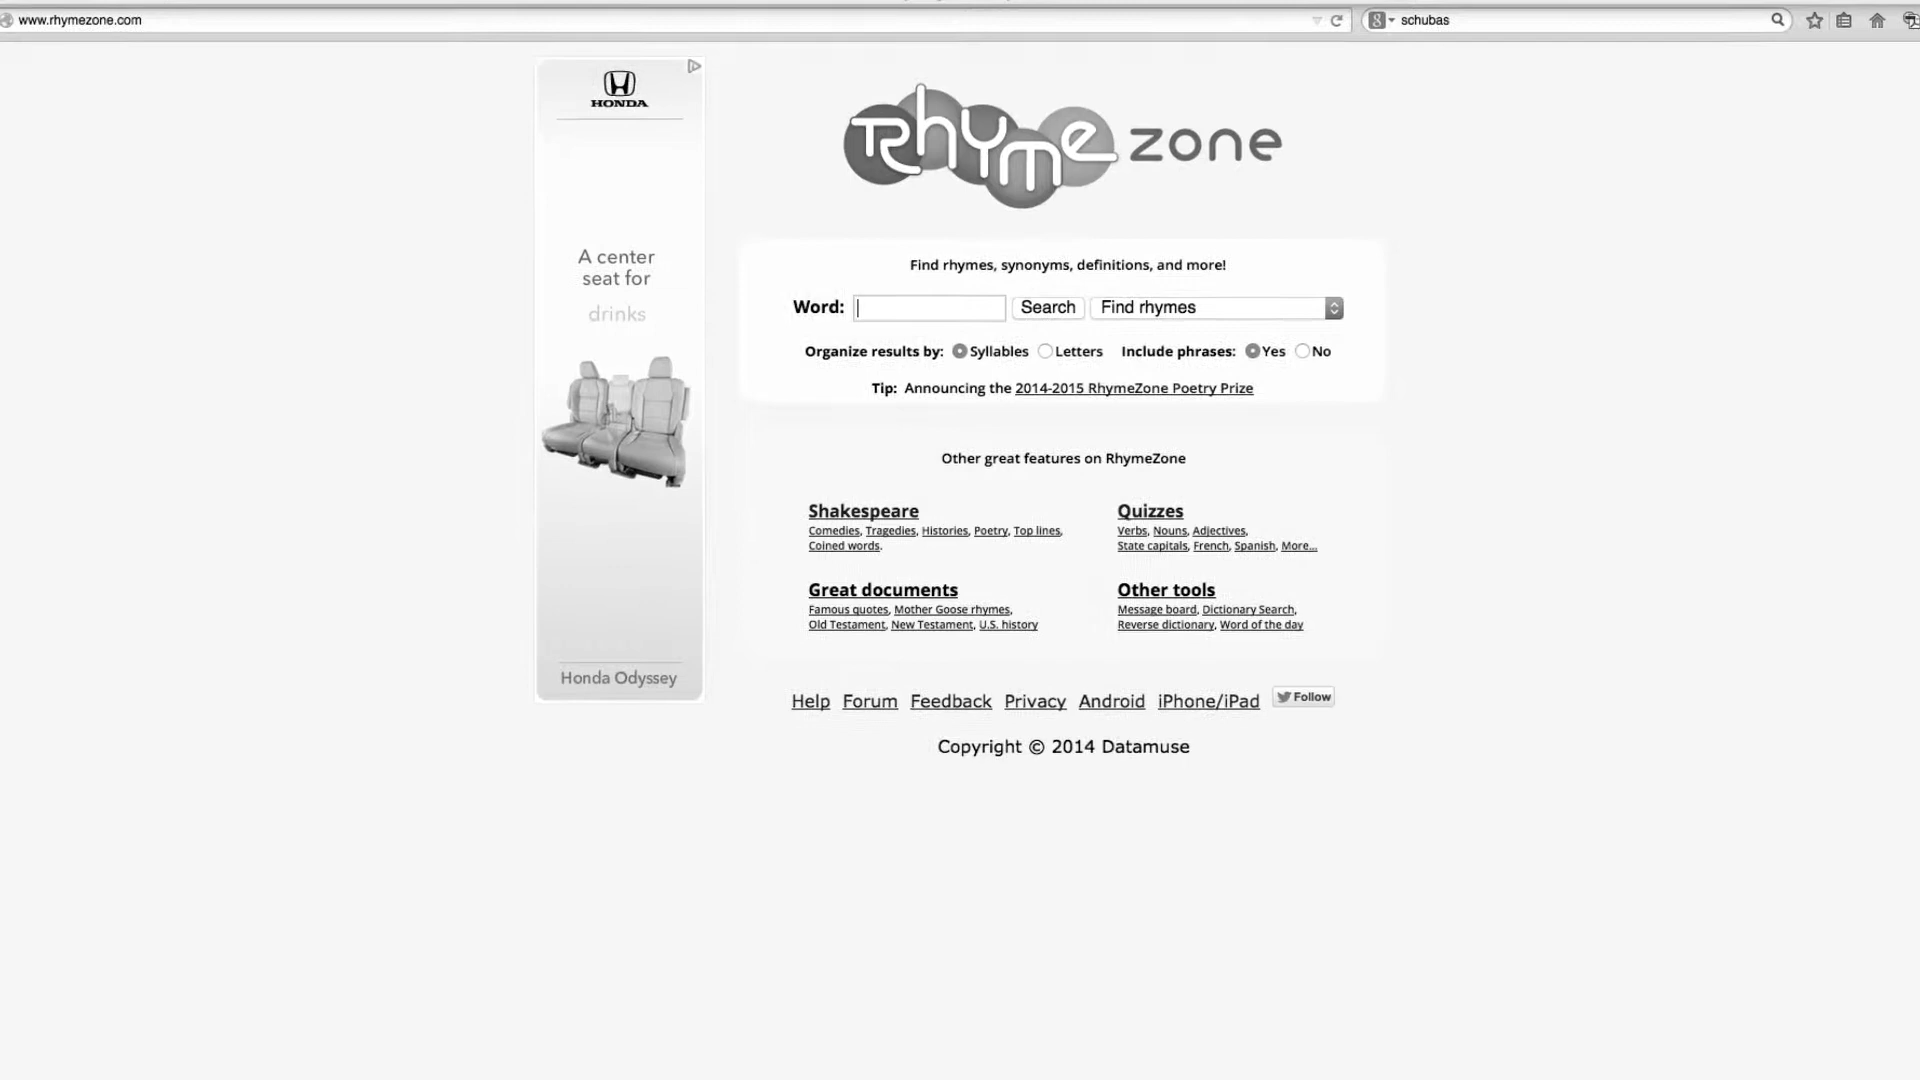 www.rhymezone.com
schubas
HONDA
A center
seat for
drinks
Honda Odyssey
Rhyme zone
Find rhymes, synonyms, definitions, and more!
Word: Search Find rhymes
Organize results by: Syllables Letters Include phrases: Yes No
Tip: Announcing the 2014-2015 RhymeZone Poetry Prize
Other great features on RhymeZone
Shakespeare
Comedies, Tragedies, Histories, Poetry, Top lines,
Coined words.
Quizzes
Verbs, Nouns, Adjectives,
State capitals, French, Spanish, More...
Great documents
Famous quotes, Mother Goose rhymes,
Old Testament, New Testament, U.S. history
Other tools
Message board, Dictionary Search,
Reverse dictionary, Word of the day
Help Forum Feedback Privacy Android iPhone/iPad Follow
Copyright © 2014 Datamuse